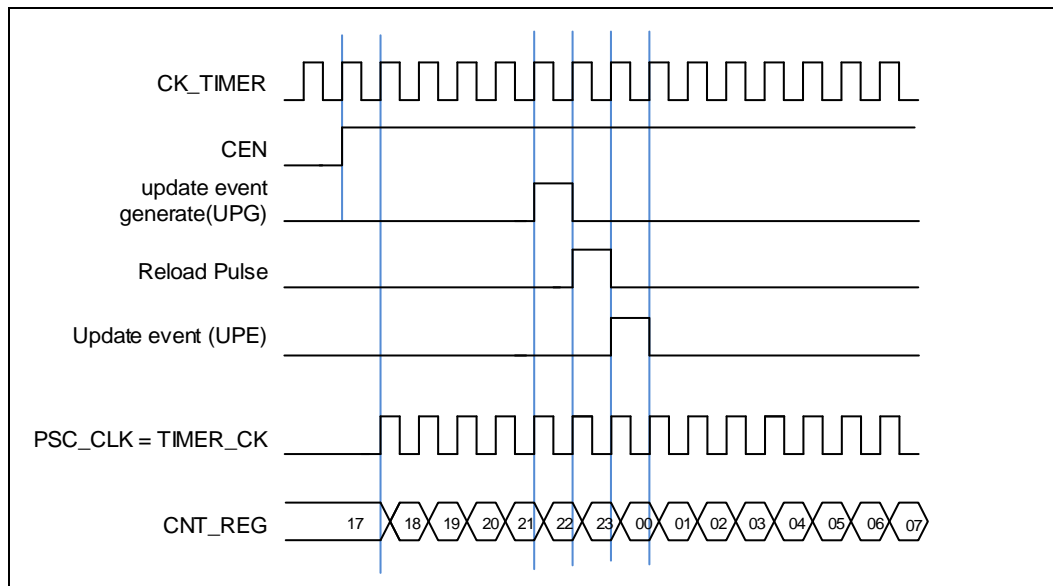 CK_TIMER
CEN
update event
generate(UPG)
Reload Pulse
Update event (UPE)
PSC_CLK = TIMER_CK
CNT_REG
17 18 19 20 21 22 23 00 01 02 03 04 05 06 07